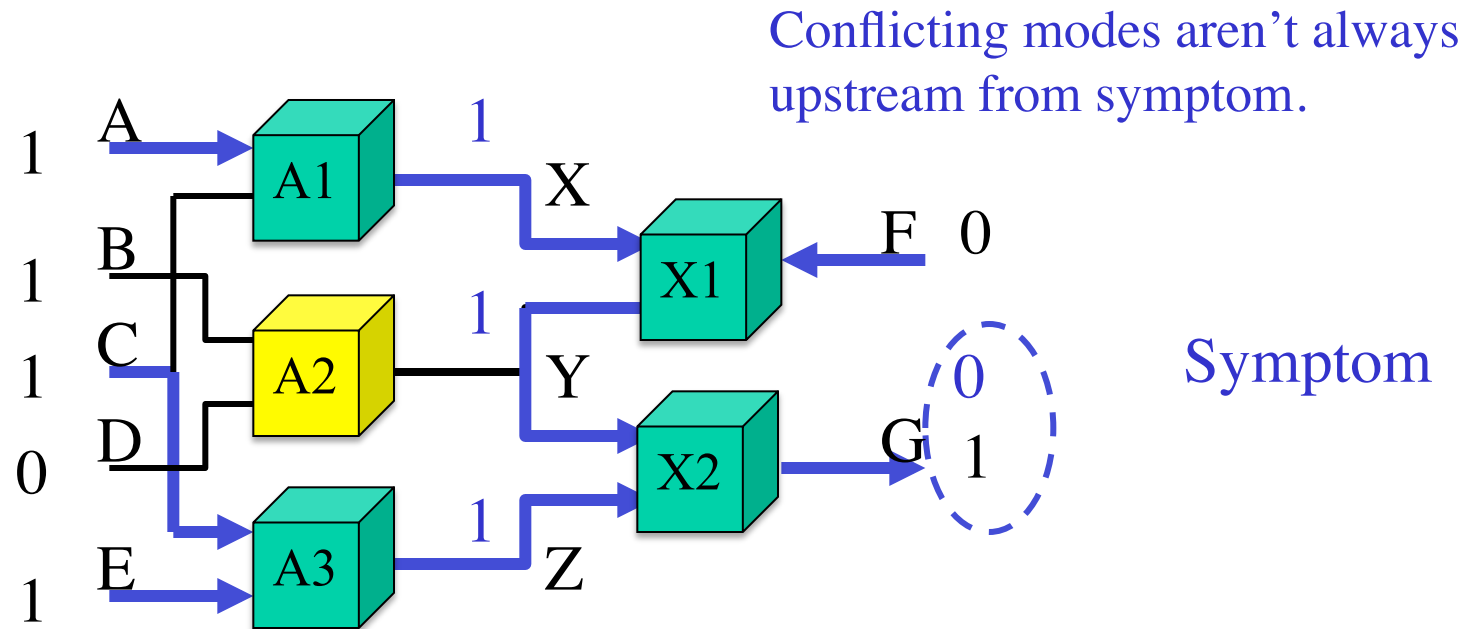 Conflicting modes aren't always
upstream from symptom.
1 A A1 1 X
1 B X1 F 0
1 C A2 1 Y
0 D X2 G 0 1 Symptom
1 E A3 1 Z